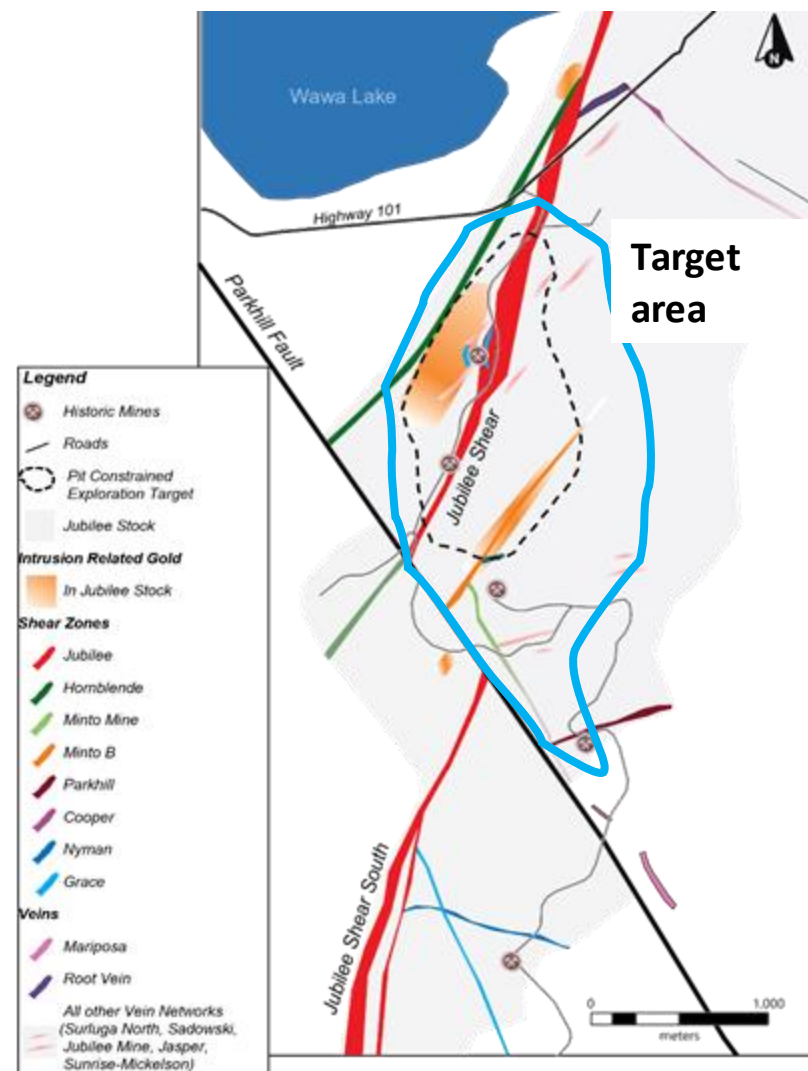 Wawa Lake
N
Highway 101
Target
area
Parkhill Fault
Jubilee Shear
Jubilee Shear South
Legend
Historic Mines
Roads
Pit Constrained
Exploration Target
Jubilee Stock
Intrusion Related Gold
In Jubilee Stock
Shear Zones
Jubilee
Hornblende
Minto Mine
Minto B
Parkhill
Cooper
Nyman
Grace
Veins
Mariposa
Root Vein
All other Vein Networks
(Surluga North, Sadowski,
Jubilee Mine, Jasper,
Sunrise-Mickelson)
0 1,000
meters